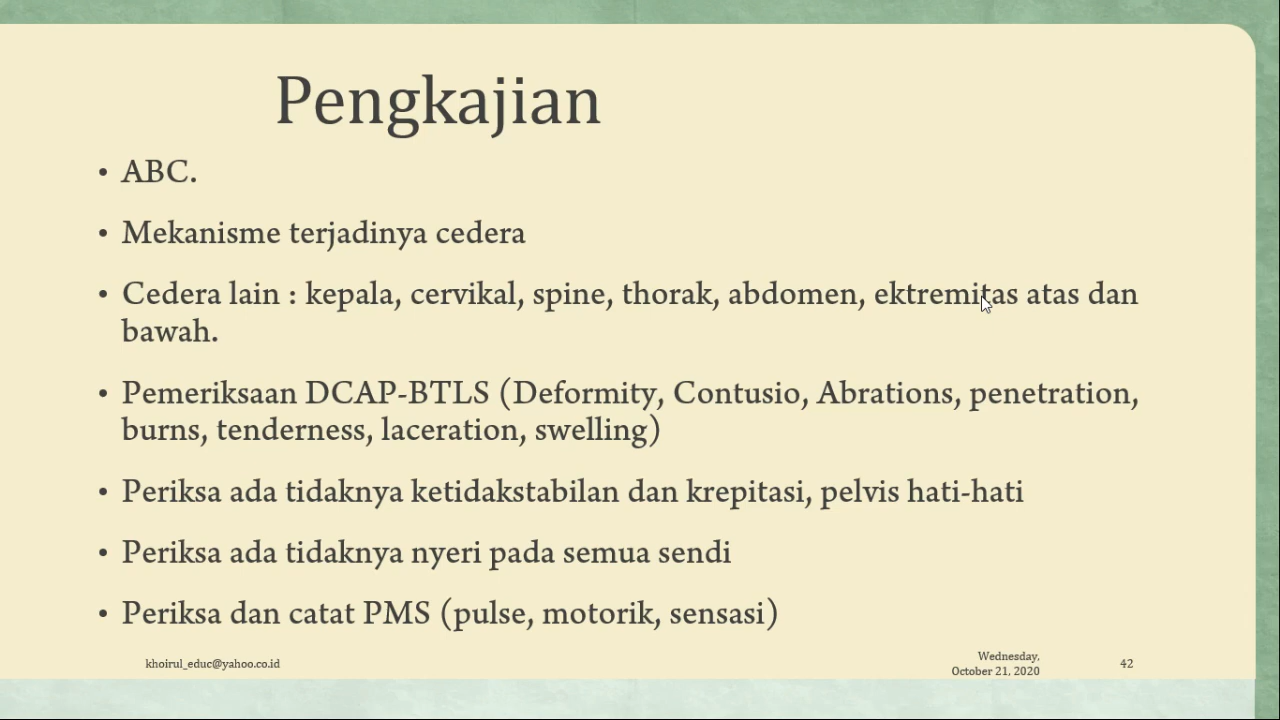 Pengkajian
• ABC.
• Mekanisme terjadinya cedera
• Cedera lain : kepala, cervikal, spine, thorak, abdomen, ektremitas atas dan
bawah.
• Pemeriksaan DCAP-BTLS (Deformity, Contusio, Abrations, penetration,
burns, tenderness, laceration, swelling)
• Periksa ada tidaknya ketidakstabilan dan krepitasi, pelvis hati-hati
• Periksa ada tidaknya nyeri pada semua sendi
• Periksa dan catat PMS (pulse, motorik, sensasi)
khoirul_educ@yahoo.co.id
Wednesday,
October 21, 2020
42